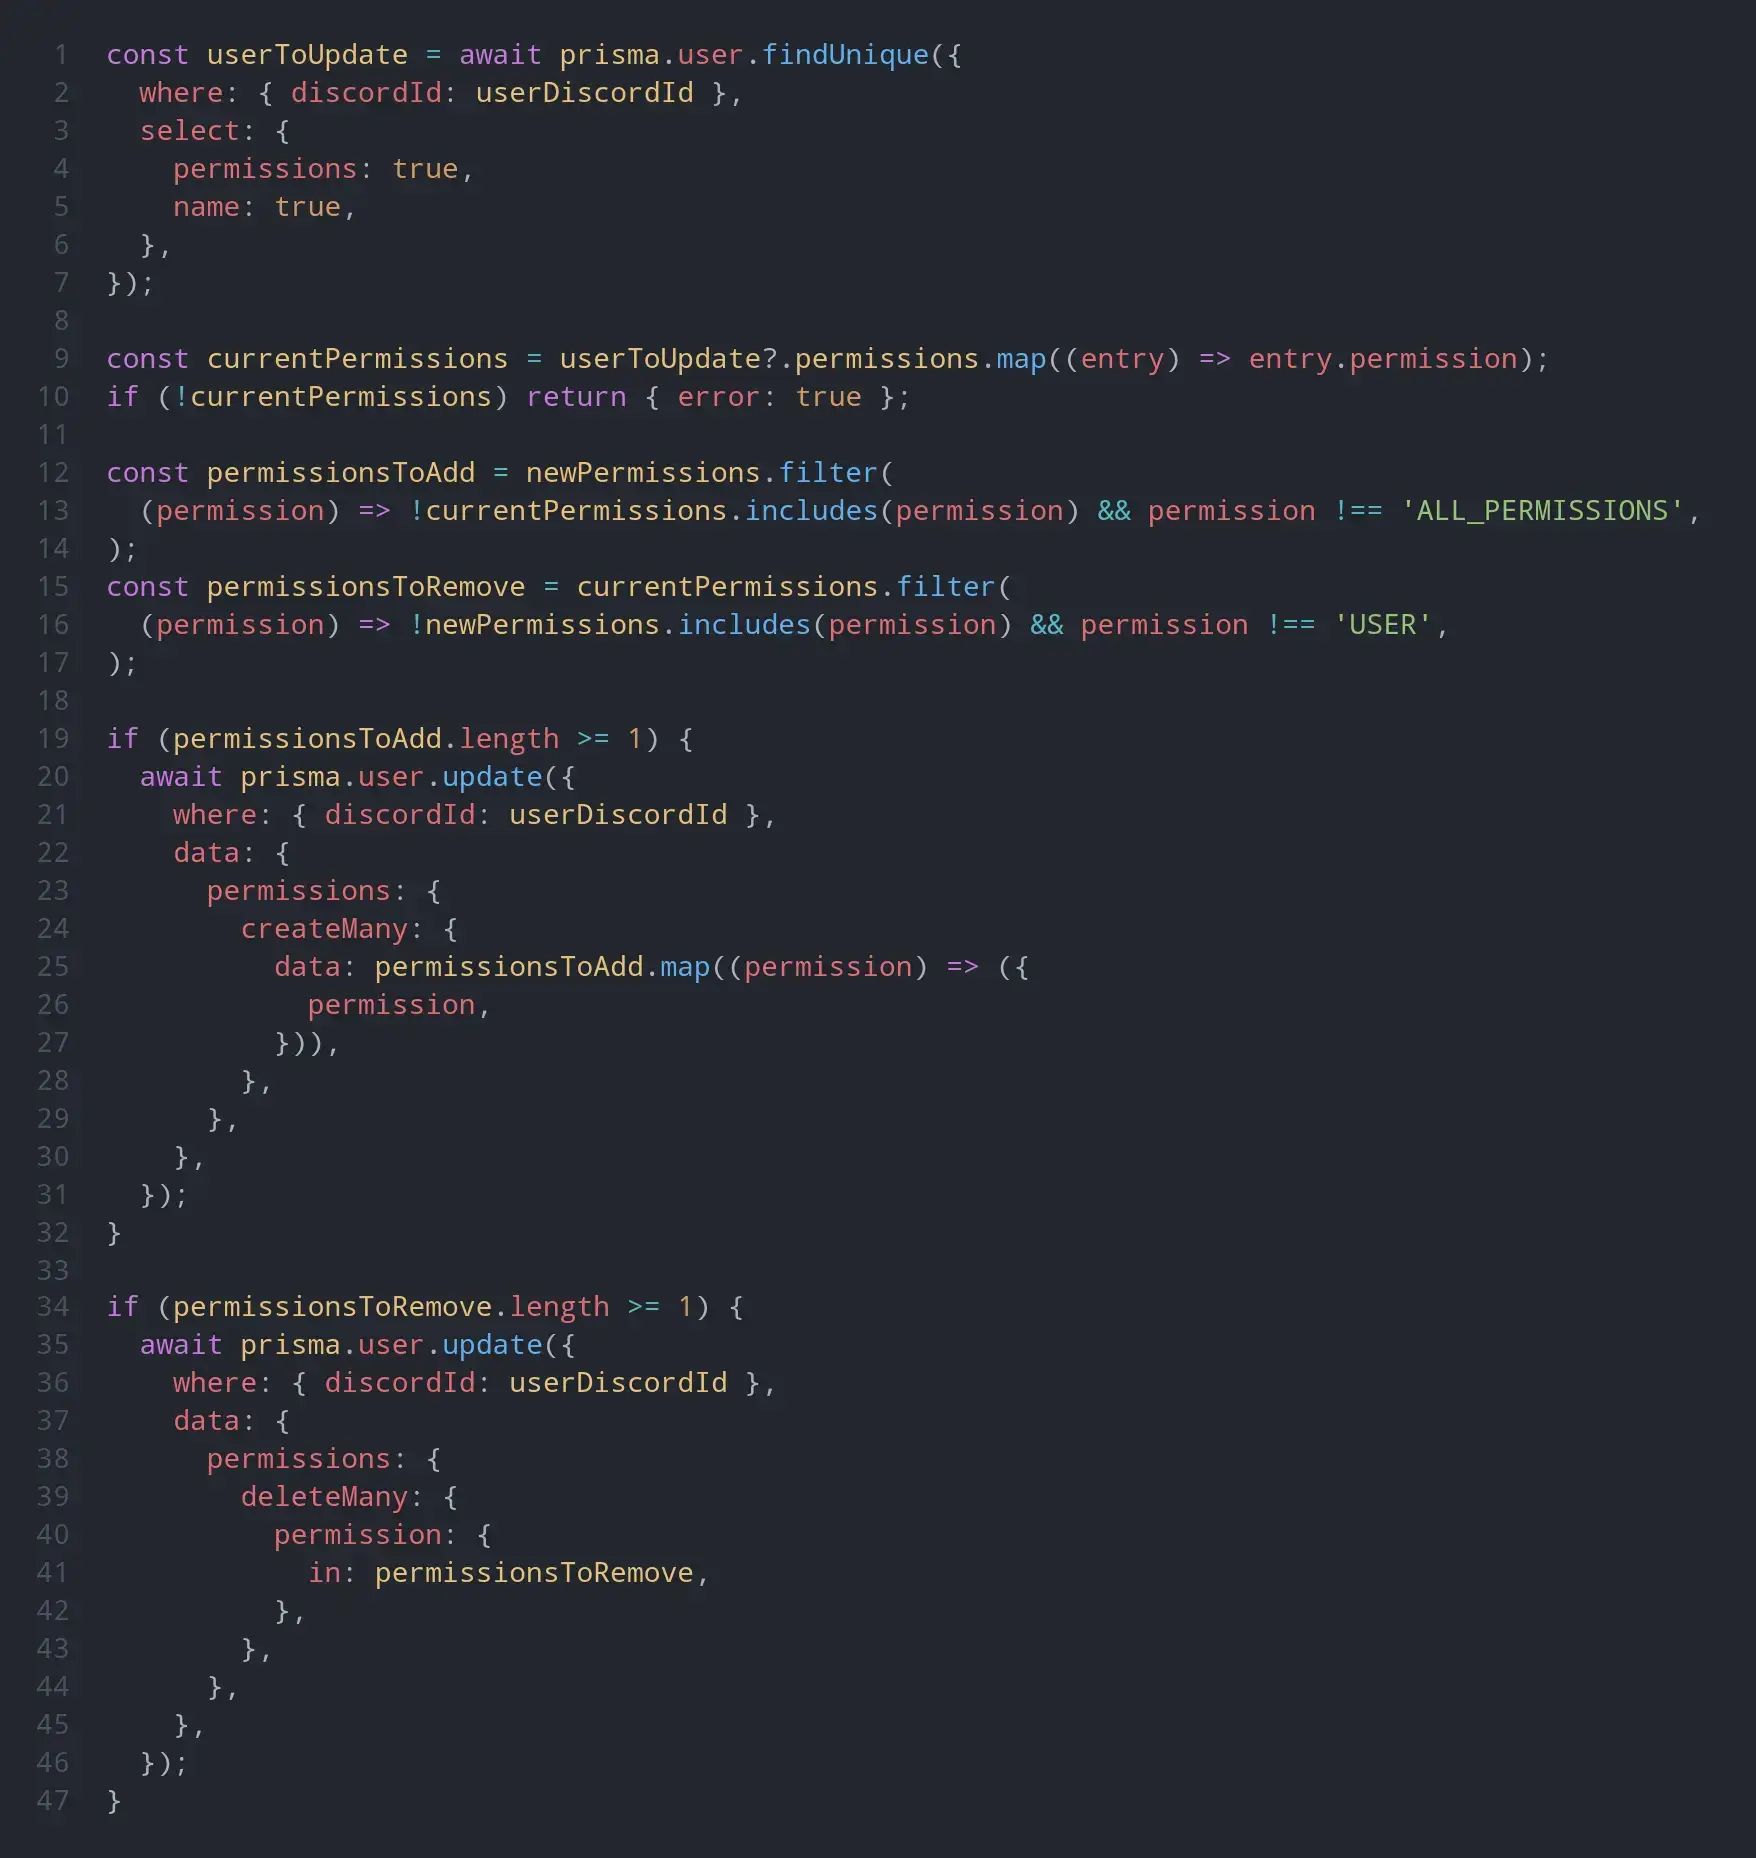 1 const userToUpdate = await prisma.user.findUnique({
2   where: { discordId: userDiscordId },
3   select: {
4     permissions: true,
5     name: true,
6   },
7 });
8
9 const currentPermissions = userToUpdate?.permissions.map((entry) => entry.permission);
10 if (!currentPermissions) return { error: true };
11
12 const permissionsToAdd = newPermissions.filter(
13   (permission) => !currentPermissions.includes(permission) && permission !== 'ALL_PERMISSIONS',
14 );
15 const permissionsToRemove = currentPermissions.filter(
16   (permission) => !newPermissions.includes(permission) && permission !== 'USER',
17 );
18
19 if (permissionsToAdd.length >= 1) {
20   await prisma.user.update({
21     where: { discordId: userDiscordId },
22     data: {
23       permissions: {
24         createMany: {
25           data: permissionsToAdd.map((permission) => ({
26             permission,
27           })),
28         },
29       },
30     },
31   });
32 }
33
34 if (permissionsToRemove.length >= 1) {
35   await prisma.user.update({
36     where: { discordId: userDiscordId },
37     data: {
38       permissions: {
39         deleteMany: {
40           permission: {
41             in: permissionsToRemove,
42           },
43         },
44       },
45     },
46   });
47 }